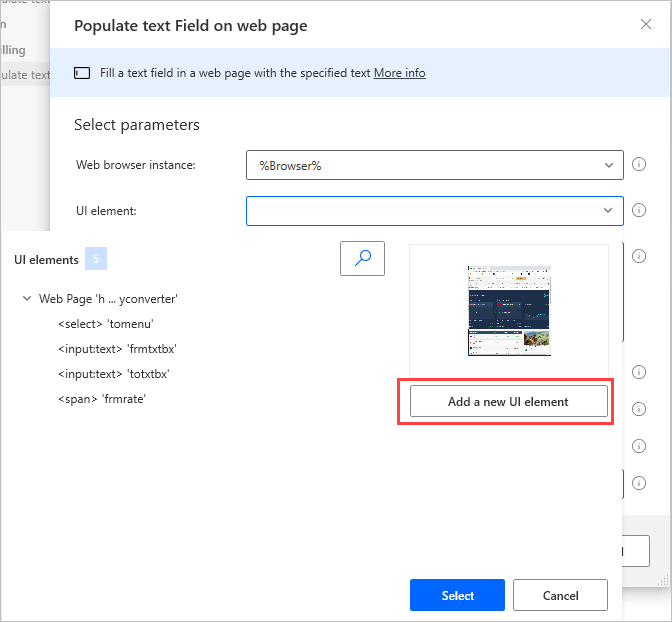 ulate text
n
Populate text Field on web page
lling
ulate text
Fill a text field in a web page with the specified text More info
Select parameters
Web browser instance:
%Browser%
UI element:
UI elements 5
Web Page 'h ... yconverter'
<select> 'tomenu'
<input:text> 'frmtxtbx'
<input:text> 'totxtbx'
<span> 'frmrate'
Add a new UI element
Select
Cancel